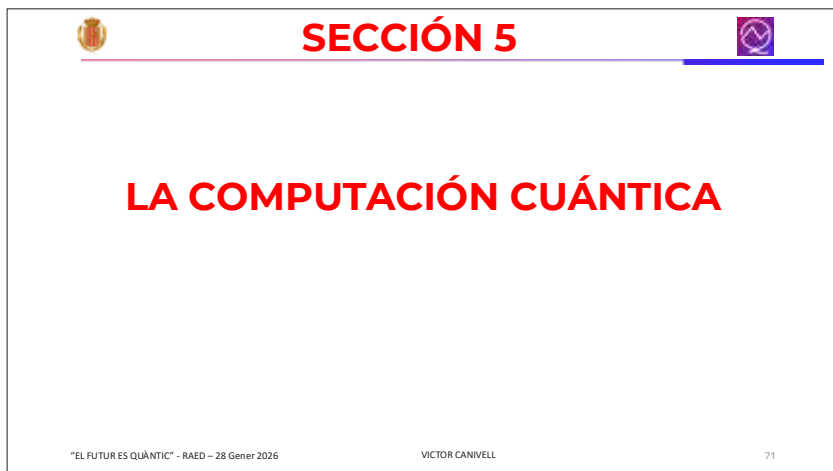 SECCIÓN 5
LA COMPUTACIÓN CUÁNTICA
"EL FUTUR ES QUÀNTIC" - RAED – 28 Gener 2026 VICTOR CANIVELL 71